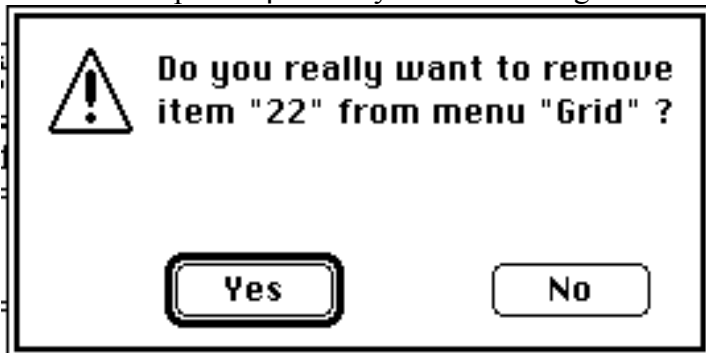 Do you really want to remove
item "22" from menu "Grid" ?
Yes
No